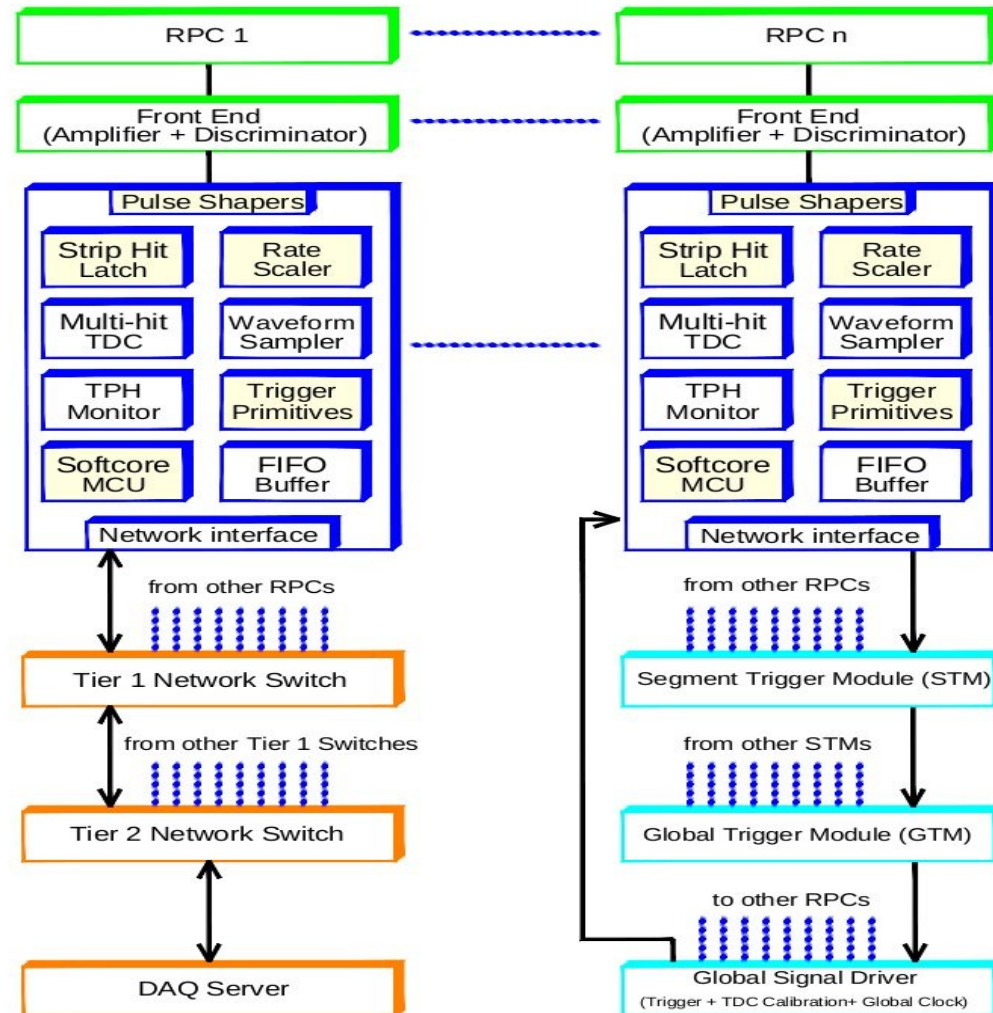 RPC 1
RPC n
Front End
(Amplifier + Discriminator)
Front End
(Amplifier + Discriminator)
Pulse Shapers
Strip Hit
Latch
Rate
Scaler
Multi-hit
TDC
Waveform
Sampler
TPH
Monitor
Trigger
Primitives
Softcore
MCU
FIFO
Buffer
Network interface
Pulse Shapers
Strip Hit
Latch
Rate
Scaler
Multi-hit
TDC
Waveform
Sampler
TPH
Monitor
Trigger
Primitives
Softcore
MCU
FIFO
Buffer
Network interface
from other RPCs
Tier 1 Network Switch
from other Tier 1 Switches
Tier 2 Network Switch
DAQ Server
from other RPCs
Segment Trigger Module (STM)
from other STMs
Global Trigger Module (GTM)
to other RPCs
Global Signal Driver
(Trigger + TDC Calibration+ Global Clock)